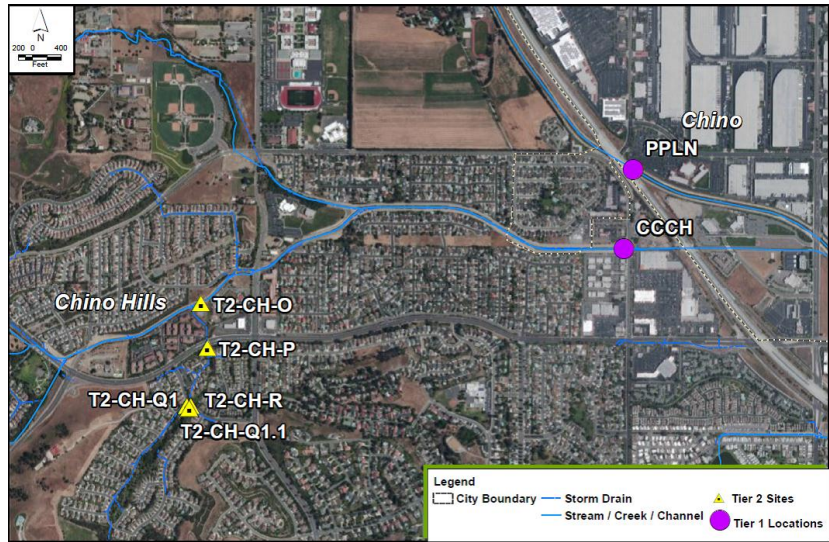 N
200 0 400
Feet
Chino
PPLN
CCCH
Chino Hills
T2-CH-O
T2-CH-P
T2-CH-Q1
T2-CH-R
T2-CH-Q1.1
Legend
City Boundary
Storm Drain
Stream / Creek / Channel
Tier 2 Sites
Tier 1 Locations